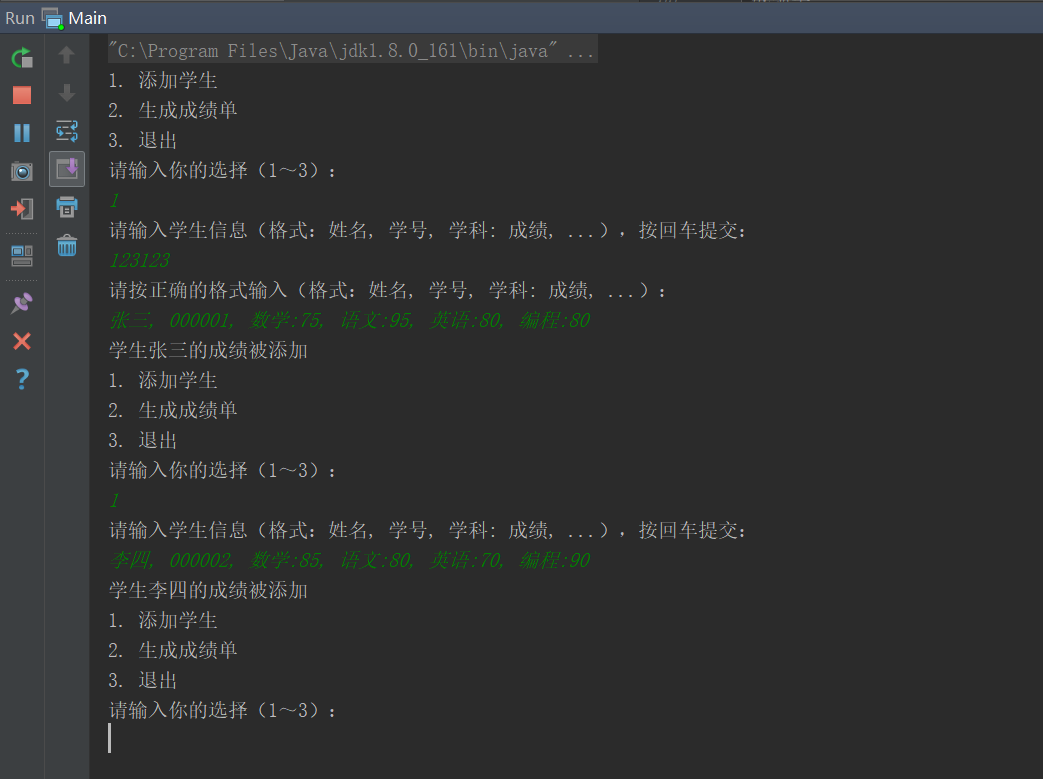 Run Main
"C:\Program Files\Java\jdk1.8.0_161\bin\java" ...
1. 添加学生
2. 生成成绩单
3. 退出
请输入你的选择（1～3）：
1
请输入学生信息（格式：姓名, 学号, 学科: 成绩, ...），按回车提交：
123123
请按正确的格式输入（格式：姓名, 学号, 学科: 成绩, ...）：
张三, 000001, 数学:75, 语文:95, 英语:80, 编程:80
学生张三的成绩被添加
1. 添加学生
2. 生成成绩单
3. 退出
请输入你的选择（1～3）：
1
请输入学生信息（格式：姓名, 学号, 学科: 成绩, ...），按回车提交：
李四, 000002, 数学:85, 语文:80, 英语:70, 编程:90
学生李四的成绩被添加
1. 添加学生
2. 生成成绩单
3. 退出
请输入你的选择（1～3）：